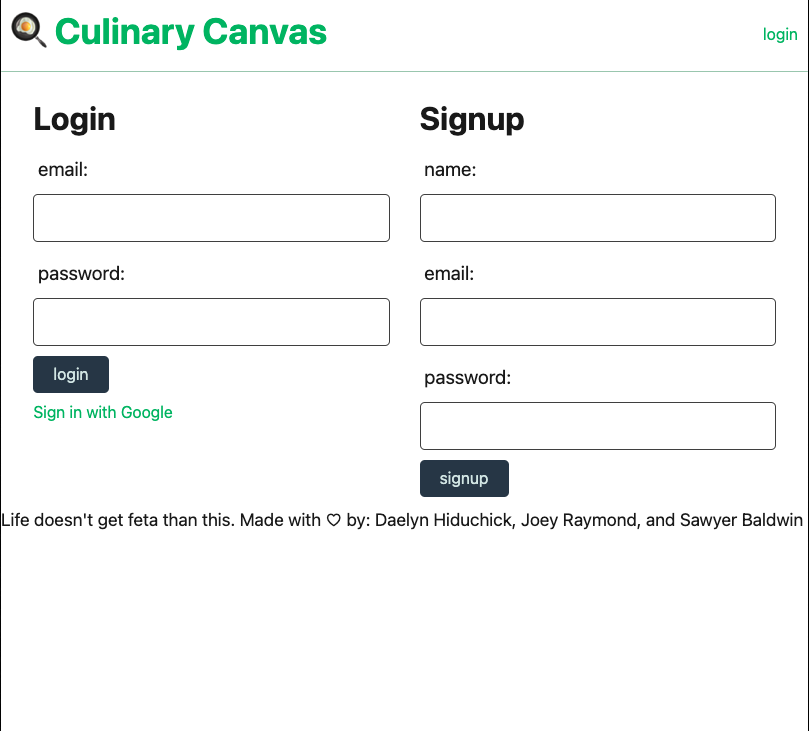 Culinary Canvas
login
Login
email:
password:
login
Sign in with Google
Signup
name:
email:
password:
signup
Life doesn't get feta than this. Made with ♡ by: Daelyn Hiduchick, Joey Raymond, and Sawyer Baldwin